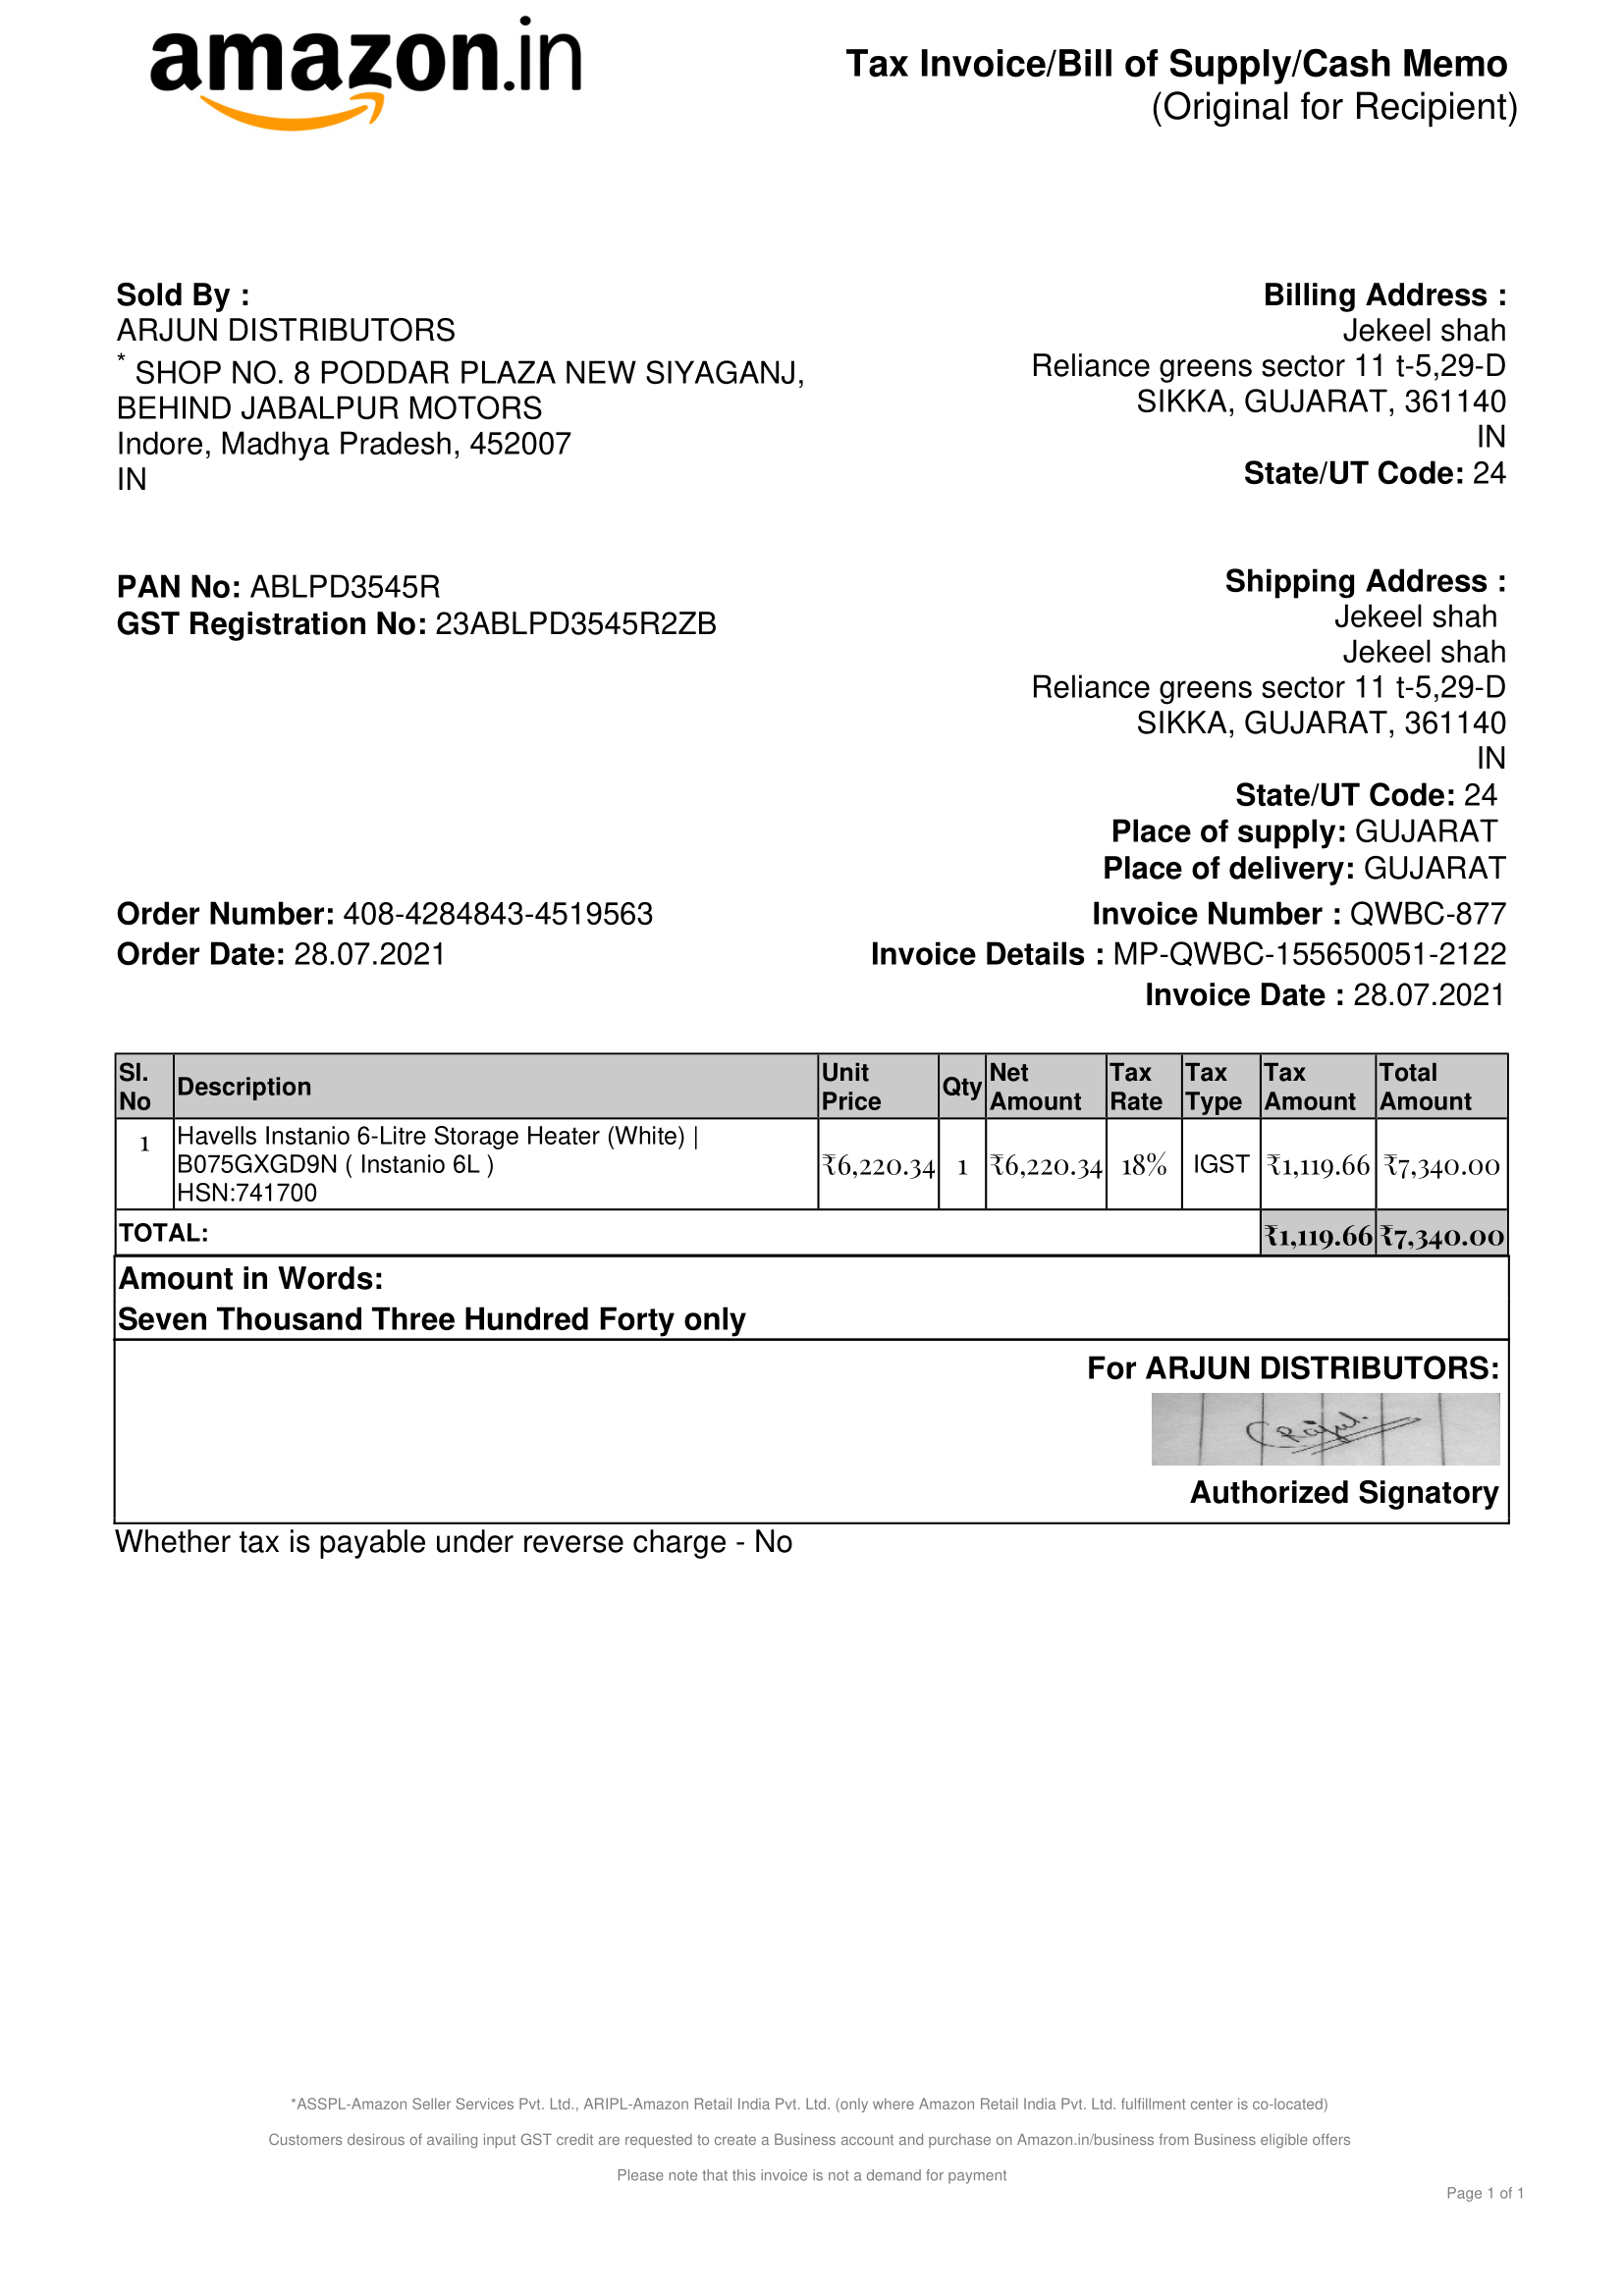 amazon.in
Tax Invoice/Bill of Supply/Cash Memo
(Original for Recipient)
Sold By :
ARJUN DISTRIBUTORS
* SHOP NO. 8 PODDAR PLAZA NEW SIYAGANJ,
BEHIND JABALPUR MOTORS
Indore, Madhya Pradesh, 452007
IN
Billing Address :
Jekeel shah
Reliance greens sector 11 t-5,29-D
SIKKA, GUJARAT, 361140
IN
State/UT Code: 24
PAN No: ABLPD3545R
GST Registration No: 23ABLPD3545R2ZB
Shipping Address :
Jekeel shah
Jekeel shah
Reliance greens sector 11 t-5,29-D
SIKKA, GUJARAT, 361140
IN
State/UT Code: 24
Place of supply: GUJARAT
Place of delivery: GUJARAT
Order Number: 408-4284843-4519563
Order Date: 28.07.2021
Invoice Number : QWBC-877
Invoice Details : MP-QWBC-155650051-2122
Invoice Date : 28.07.2021
Sl. No Description Unit Price Qty Net Amount Tax Rate Tax Type Tax Amount Total Amount
1 Havells Instanio 6-Litre Storage Heater (White) |
B075GXGD9N ( Instanio 6L )
HSN:741700
₹6,220.34 1 ₹6,220.34 18% IGST ₹1,119.66 ₹7,340.00
TOTAL: ₹1,119.66 ₹7,340.00
Amount in Words:
Seven Thousand Three Hundred Forty only
For ARJUN DISTRIBUTORS:
Authorized Signatory
Whether tax is payable under reverse charge - No
*ASSPL-Amazon Seller Services Pvt. Ltd., ARIPL-Amazon Retail India Pvt. Ltd. (only where Amazon Retail India Pvt. Ltd. fulfillment center is co-located)
Customers desirous of availing input GST credit are requested to create a Business account and purchase on Amazon.in/business from Business eligible offers
Please note that this invoice is not a demand for payment
Page 1 of 1